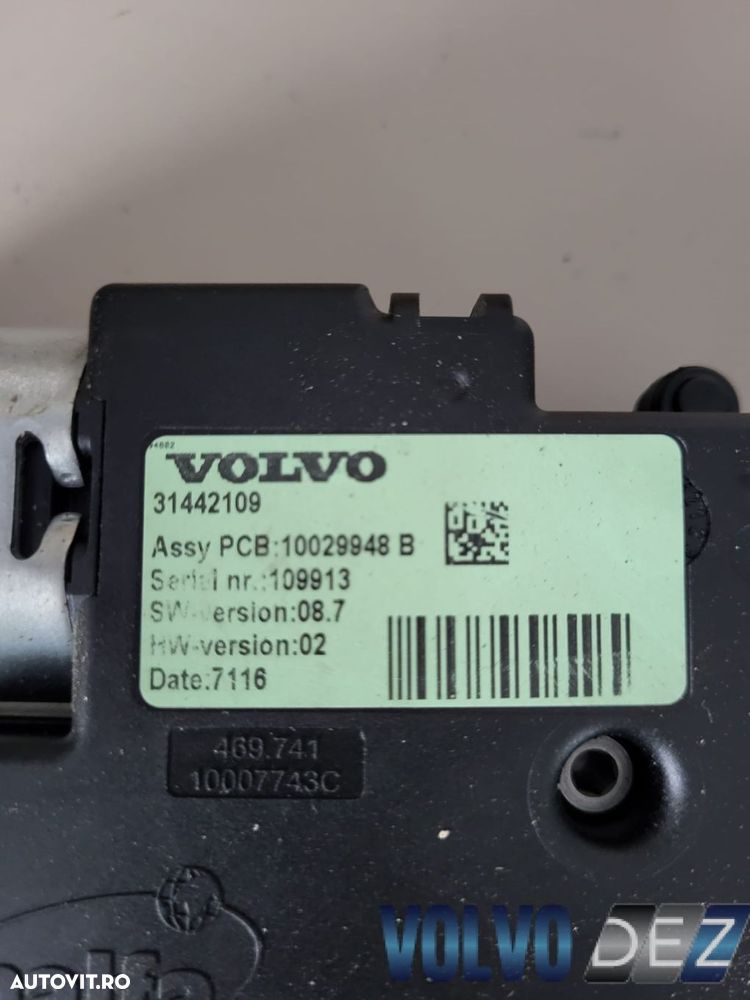 VOLVO
31442109
Assy PCB:10029948 B
Serial nr.:109913
SW-version:08.7
HW-version:02
Date:7116
469.741
10007743C
VOLVO DEZ
AUTOVIT.RO